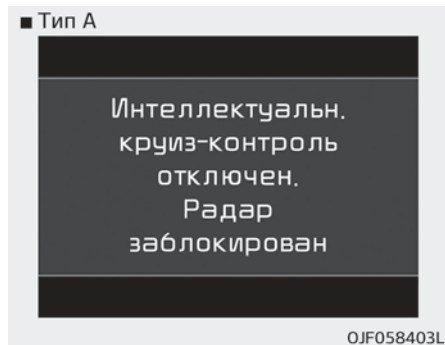 ■ Тип А
Интеллектуальн.
круиз-контроль
отключен.
Радар
заблокирован
OJF058403L